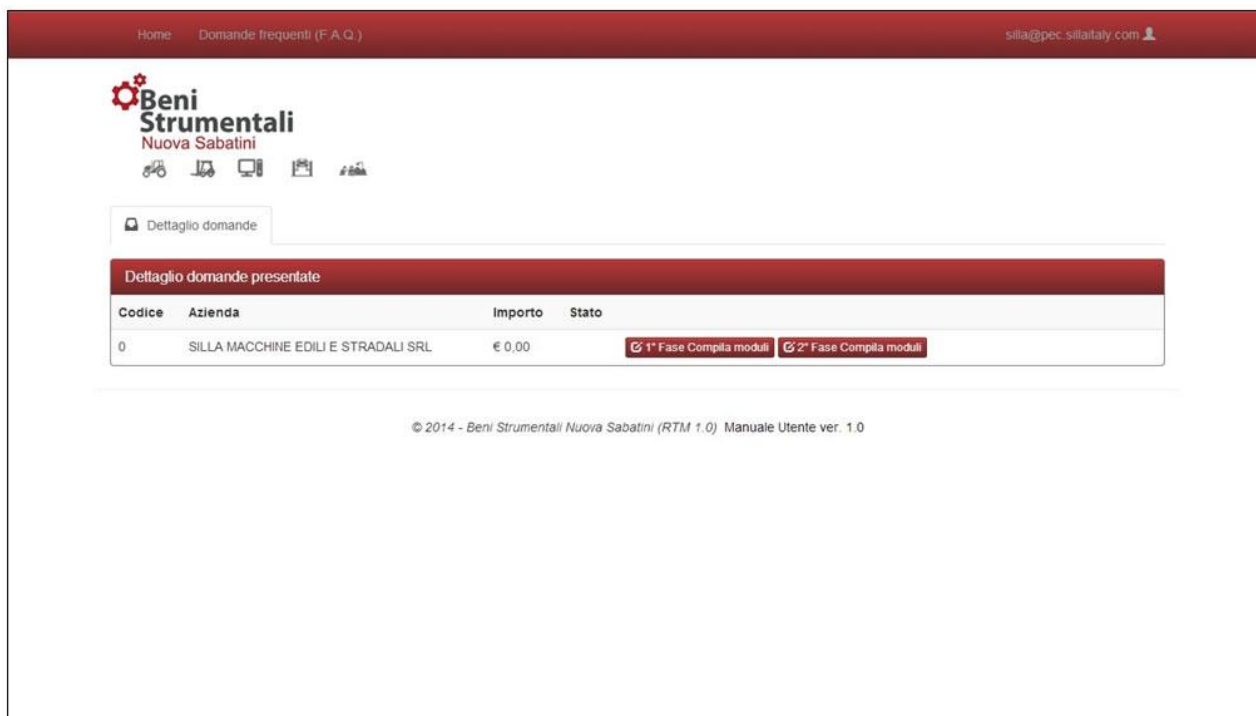 Home Domande frequenti (F.A.Q.) silla@pec.sillaitaly.com
Beni
Strumentali
Nuova Sabatini
Dettaglio domande
Dettaglio domande presentate
Codice Azienda Importo Stato
0 SILLA MACCHINE EDILI E STRADALI SRL € 0,00 1° Fase Compila moduli 2° Fase Compila moduli
© 2014 - Beni Strumentali Nuova Sabatini (RTM 1.0) Manuale Utente ver. 1.0